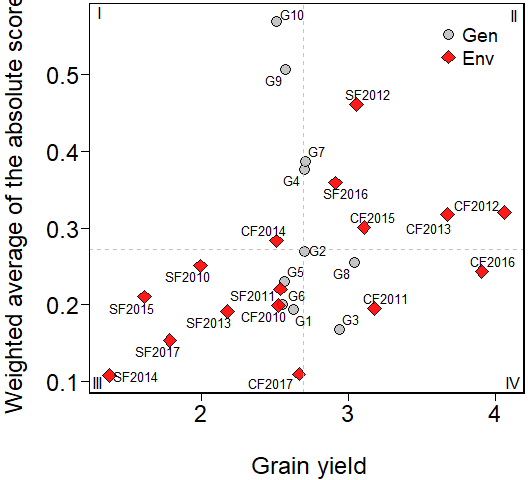 I
II
G10
Gen
Env
G9
0.5
SF2012
0.4
G7
G4
SF2016
CF2012
CF2015
CF2013
0.3
CF2014
G2
CF2016
G8
SF2010
G5
SF2011
G6
CF2011
0.2
SF2015
SF2013
CF2010
G1
G3
SF2017
0.1
SF2014
CF2017
III
IV
2
3
4
Grain yield
Weighted average of the absolute score